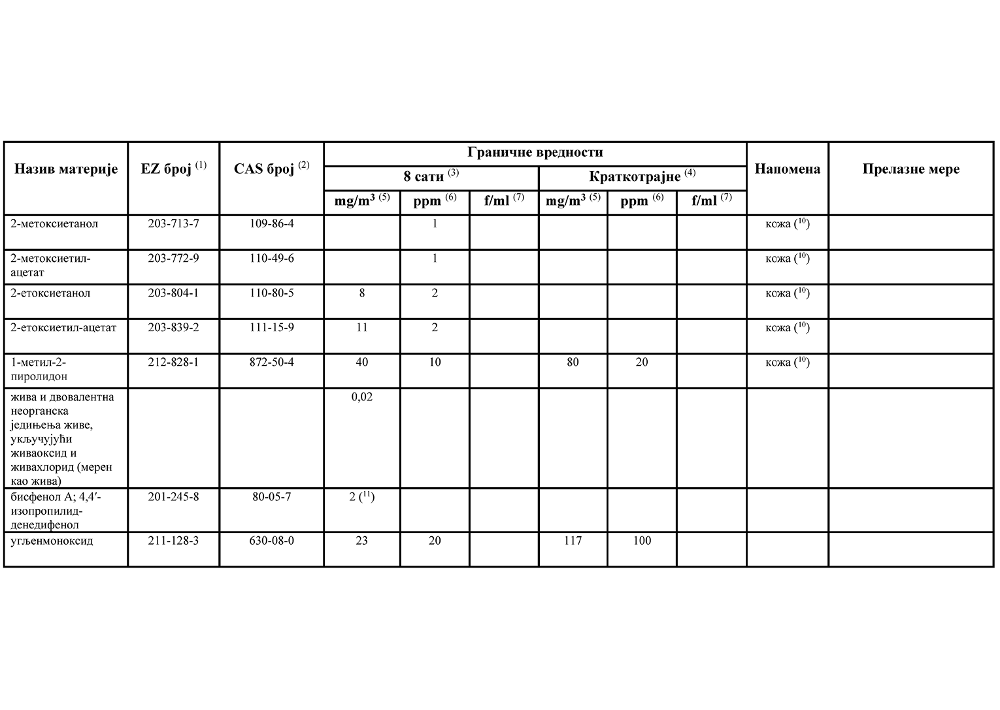 Назив материје EZ број (1) CAS број (2) Граничне вредности Напомена Прелазне мере
8 сати (3) Краткотрајне (4)
mg/m3 (5) ppm (6) f/ml (7) mg/m3 (5) ppm (6) f/ml (7)
2-метоксиетанол 203-713-7 109-86-4 1 кожа (10)
2-метоксиетил- 203-772-9 110-49-6 1 кожа (10)
ацетат
2-етоксиетанол 203-804-1 110-80-5 8 2 кожа (10)
2-етоксиетил-ацетат 203-839-2 111-15-9 11 2 кожа (10)
1-метил-2- 212-828-1 872-50-4 40 10 80 20 кожа (10)
пиролидон
жива и двовалентна 0,02
неорганска
једињења живе,
укључујући
живаоксид и
живахлорид (мерен
као жива)
бисфенол А; 4,4′- 201-245-8 80-05-7 2 (11)
изопропилид-
денедифенол
угљенмоноксид 211-128-3 630-08-0 23 20 117 100